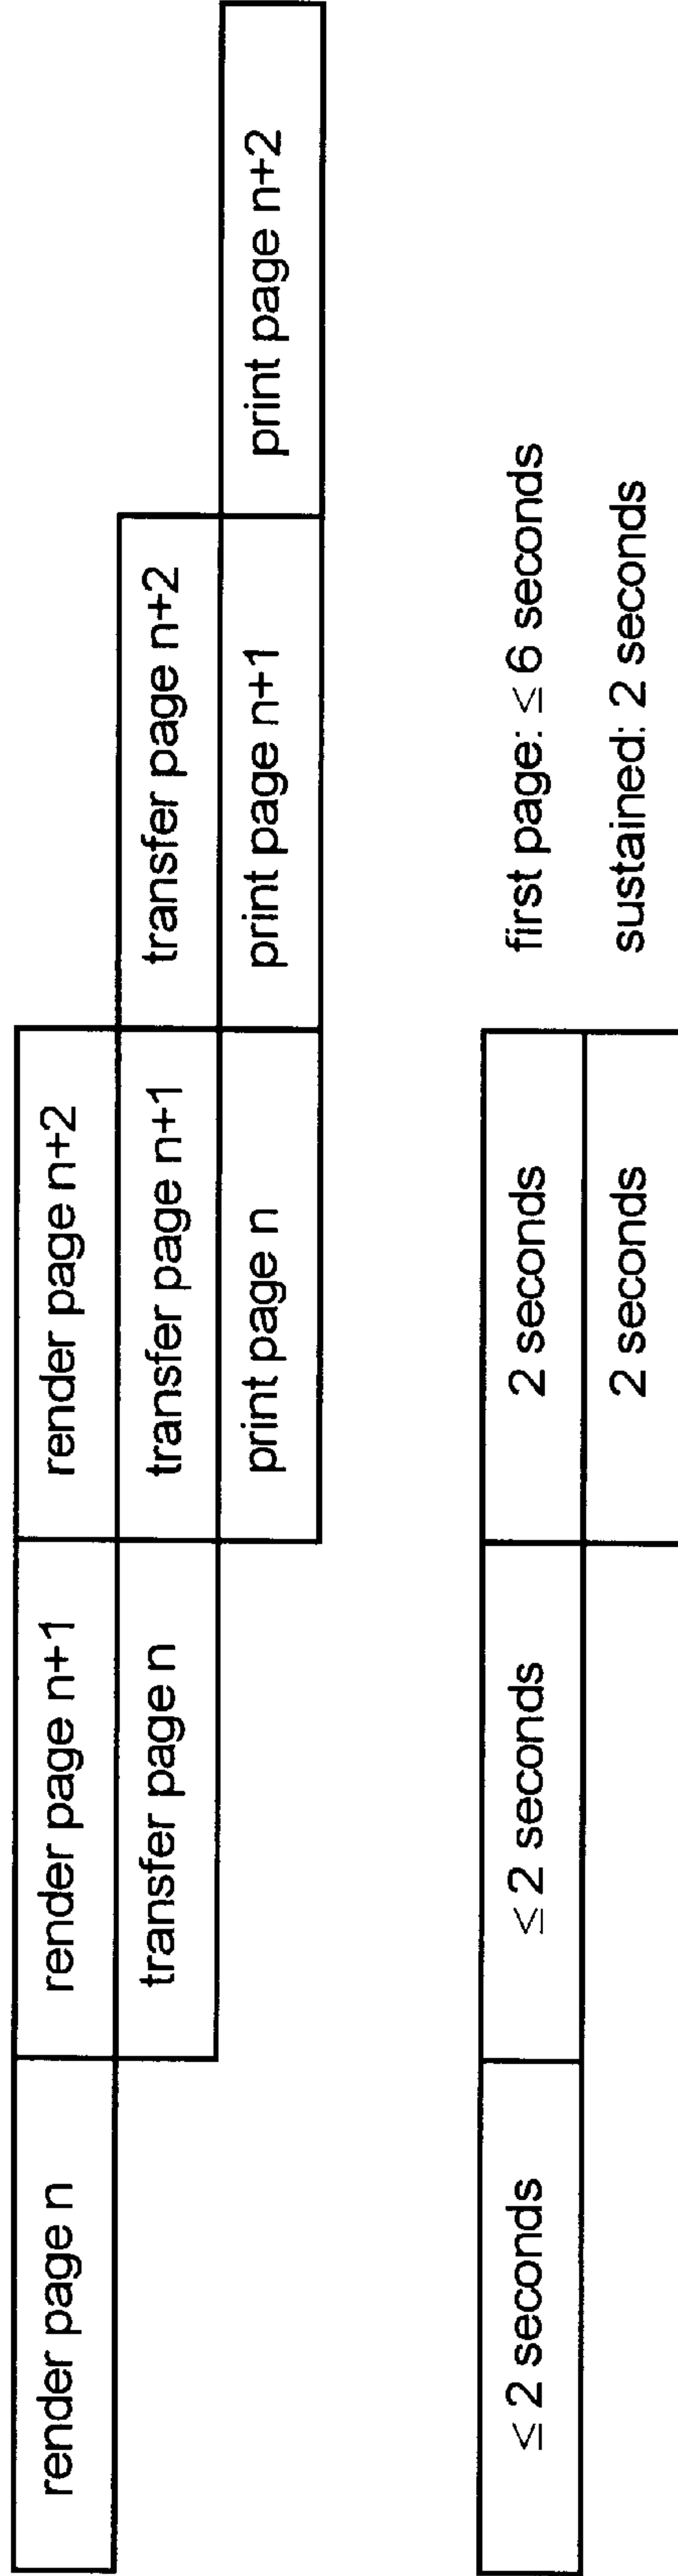 render page n
render page n+1
render page n+2
transfer page n
transfer page n+1
transfer page n+2
print page n
print page n+1
print page n+2
≤ 2 seconds
≤ 2 seconds
2 seconds
first page: ≤ 6 seconds
2 seconds
sustained: 2 seconds